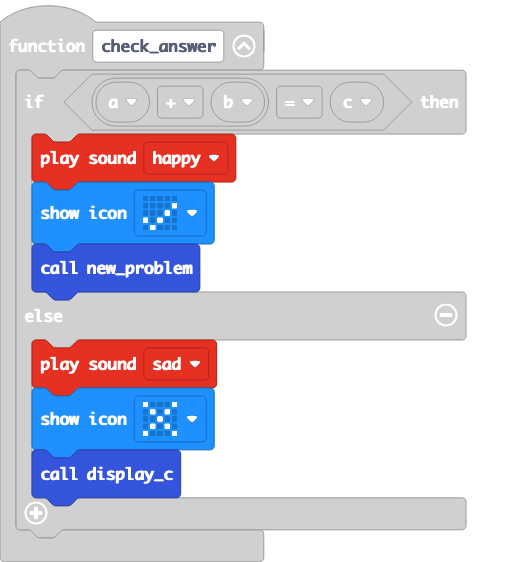 function check_answer
if a + b = c then
play sound happy
show icon
call new_problem
else
play sound sad
show icon
call display_c